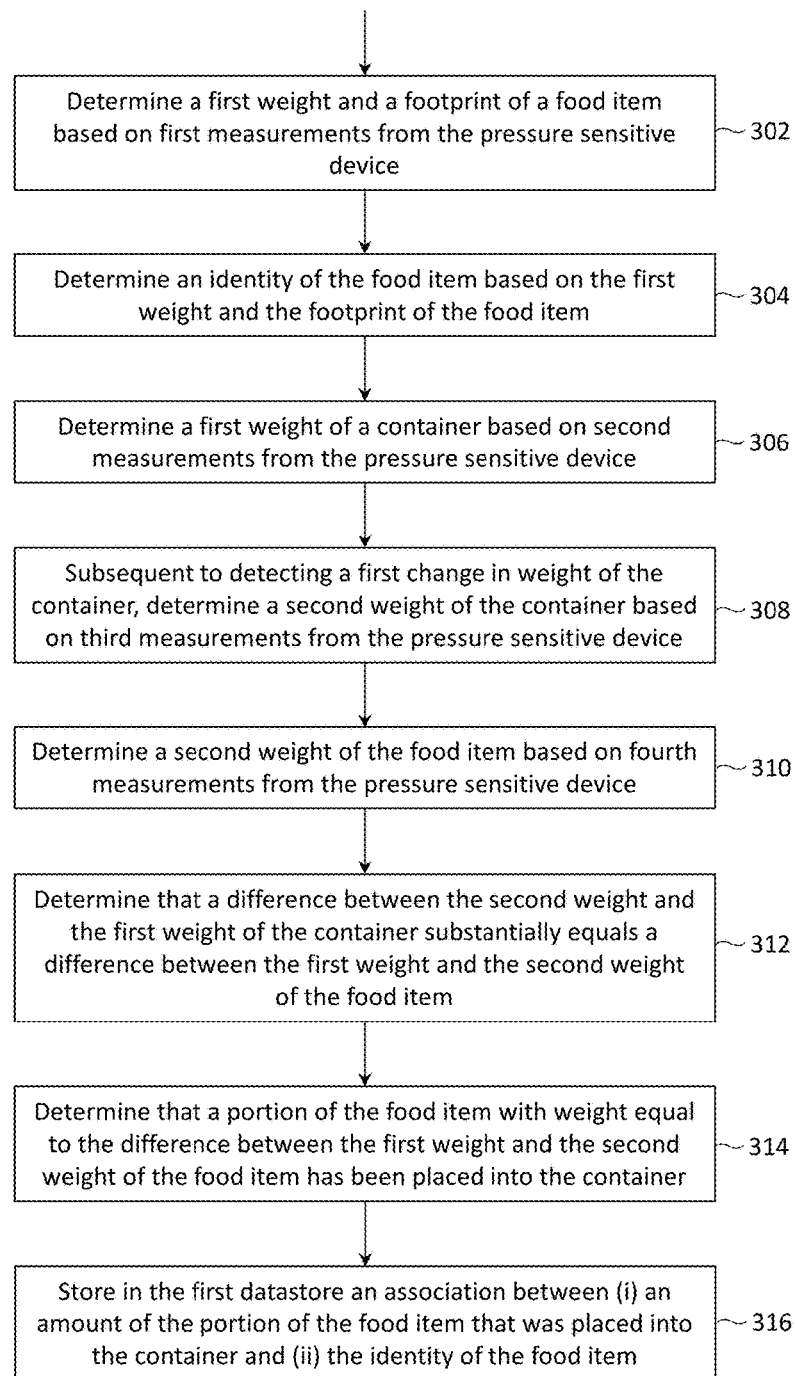 Determine a first weight and a footprint of a food item
based on first measurements from the pressure sensitive
device
302
Determine an identity of the food item based on the first
weight and the footprint of the food item
304
Determine a first weight of a container based on second
measurements from the pressure sensitive device
306
Subsequent to detecting a first change in weight of the
container, determine a second weight of the container based
on third measurements from the pressure sensitive device
308
Determine a second weight of the food item based on fourth
measurements from the pressure sensitive device
310
Determine that a difference between the second weight and
the first weight of the container substantially equals a
difference between the first weight and the second weight
of the food item
312
Determine that a portion of the food item with weight equal
to the difference between the first weight and the second
weight of the food item has been placed into the container
314
Store in the first datastore an association between (i) an
amount of the portion of the food item that was placed into
the container and (ii) the identity of the food item
316